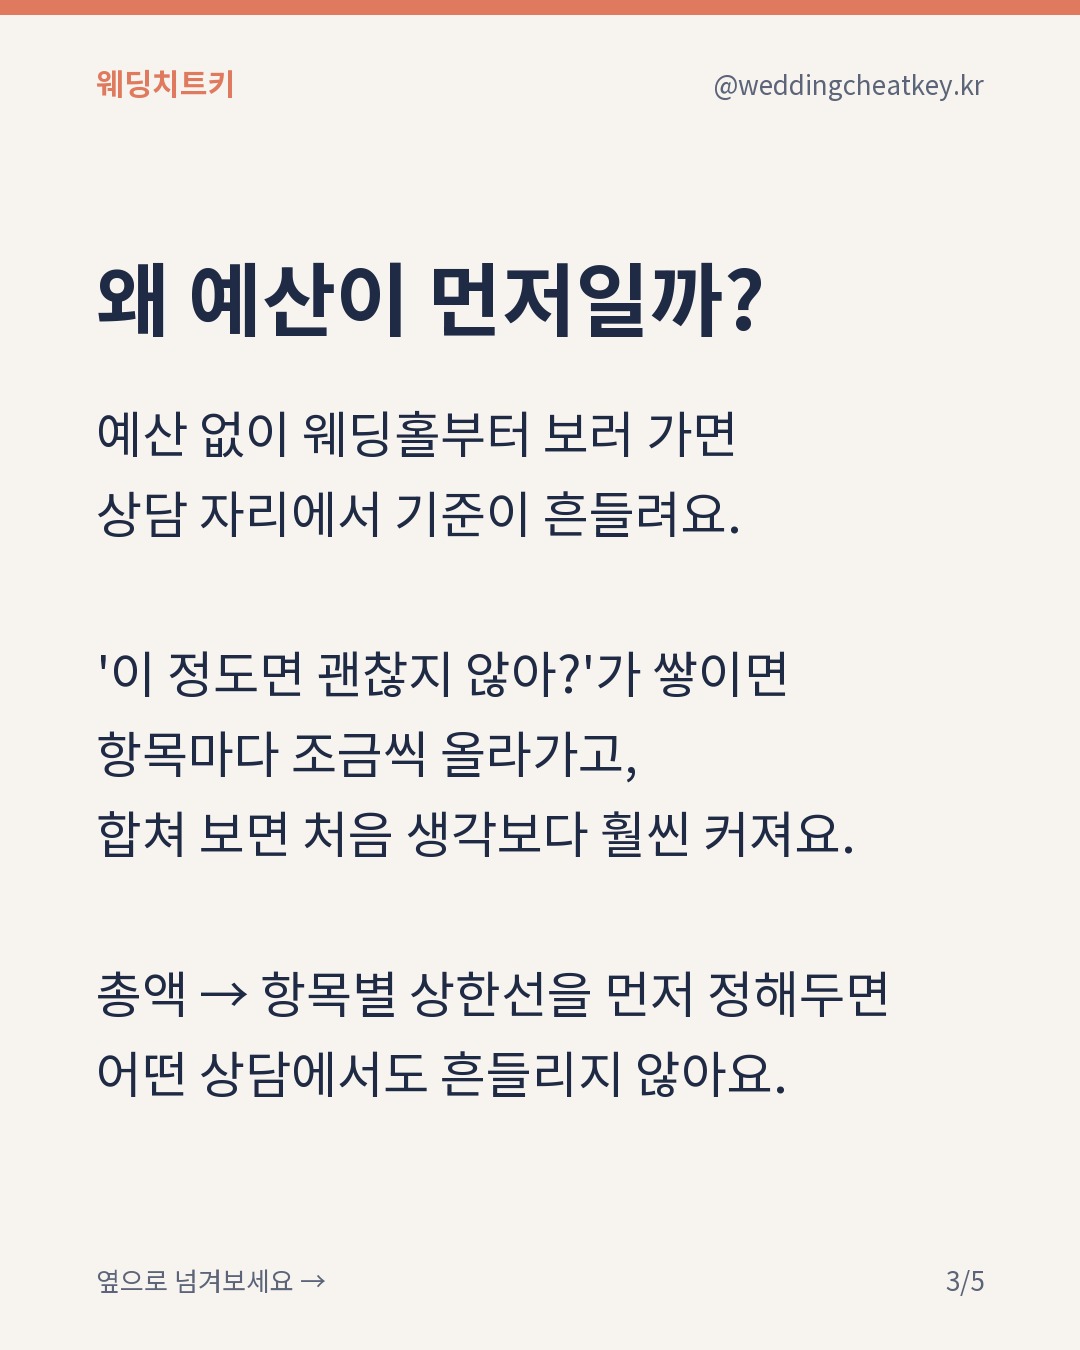 웨딩치트키
@weddingcheatkey.kr
왜 예산이 먼저일까?
예산 없이 웨딩홀부터 보러 가면
상담 자리에서 기준이 흔들려요.
'이 정도면 괜찮지 않아?'가 쌓이면
항목마다 조금씩 올라가고,
합쳐 보면 처음 생각보다 훨씬 커져요.
총액 → 항목별 상한선을 먼저 정해두면
어떤 상담에서도 흔들리지 않아요.
옆으로 넘겨보세요 →
3/5